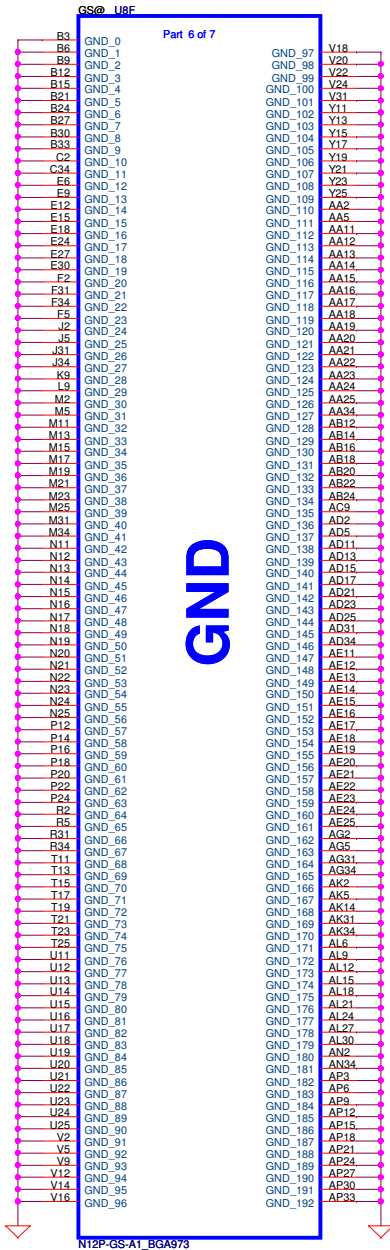 GS@ U8F
Part 6 of 7
B3 GND_0
B6 GND_1
B9 GND_2
B12 GND_3
B15 GND_4
B21 GND_5
B24 GND_6
B27 GND_7
B30 GND_8
B33 GND_9
C2 GND_10
C34 GND_11
E6 GND_12
E9 GND_13
E12 GND_14
E15 GND_15
E18 GND_16
E24 GND_17
E27 GND_18
E30 GND_19
F2 GND_20
F31 GND_21
F34 GND_22
F5 GND_23
J2 GND_24
J5 GND_25
J31 GND_26
J34 GND_27
K9 GND_28
L9 GND_29
M2 GND_30
M5 GND_31
M11 GND_32
M13 GND_33
M15 GND_34
M17 GND_35
M19 GND_36
M21 GND_37
M23 GND_38
M25 GND_39
M31 GND_40
M34 GND_41
N11 GND_42
N12 GND_43
N13 GND_44
N14 GND_45
N15 GND_46
N16 GND_47
N17 GND_48
N18 GND_49
N19 GND_50
N20 GND_51
N21 GND_52
N22 GND_53
N23 GND_54
N24 GND_55
N25 GND_56
P12 GND_57
P14 GND_58
P16 GND_59
P18 GND_60
P20 GND_61
P22 GND_62
P24 GND_63
R2 GND_64
R5 GND_65
R31 GND_66
R34 GND_67
T11 GND_68
T13 GND_69
T15 GND_70
T17 GND_71
T19 GND_72
T21 GND_73
T23 GND_74
T25 GND_75
U11 GND_76
U12 GND_77
U13 GND_78
U14 GND_79
U15 GND_80
U16 GND_81
U17 GND_82
U18 GND_83
U19 GND_84
U20 GND_85
U21 GND_86
U22 GND_87
U23 GND_88
U24 GND_89
U25 GND_90
V2 GND_91
V5 GND_92
V9 GND_93
V12 GND_94
V14 GND_95
V16 GND_96
GND
GND_97 V18
GND_98 V20
GND_99 V22
GND_100 V24
GND_101 V31
GND_102 Y11
GND_103 Y13
GND_104 Y15
GND_105 Y17
GND_106 Y19
GND_107 Y21
GND_108 Y23
GND_109 Y25
GND_110 AA2
GND_111 AA5
GND_112 AA11
GND_113 AA12
GND_114 AA13
GND_115 AA14
GND_116 AA15
GND_117 AA16
GND_118 AA17
GND_119 AA18
GND_120 AA19
GND_121 AA20
GND_122 AA21
GND_123 AA22
GND_124 AA23
GND_125 AA24
GND_126 AA25
GND_127 AA34
GND_128 AB12
GND_129 AB14
GND_130 AB16
GND_131 AB18
GND_132 AB20
GND_133 AB22
GND_134 AB24
GND_135 AC9
GND_136 AD2
GND_137 AD5
GND_138 AD11
GND_139 AD13
GND_140 AD15
GND_141 AD17
GND_142 AD21
GND_143 AD23
GND_144 AD25
GND_145 AD31
GND_146 AD34
GND_147 AE11
GND_148 AE12
GND_149 AE13
GND_150 AE14
GND_151 AE15
GND_152 AE16
GND_153 AE17
GND_154 AE18
GND_155 AE19
GND_156 AE20
GND_157 AE21
GND_158 AE22
GND_159 AE23
GND_160 AE24
GND_161 AE25
GND_162 AG2
GND_163 AG5
GND_164 AG31
GND_165 AG34
GND_166 AK2
GND_167 AK5
GND_168 AK14
GND_169 AK31
GND_170 AK34
GND_171 AL6
GND_172 AL9
GND_173 AL12
GND_174 AL15
GND_175 AL18
GND_176 AL21
GND_177 AL24
GND_178 AL27
GND_179 AL30
GND_180 AN2
GND_181 AN34
GND_182 AP3
GND_183 AP6
GND_184 AP9
GND_185 AP12
GND_186 AP15
GND_187 AP18
GND_188 AP21
GND_189 AP24
GND_190 AP27
GND_191 AP30
GND_192 AP33
N12P-GS-A1_BGA973